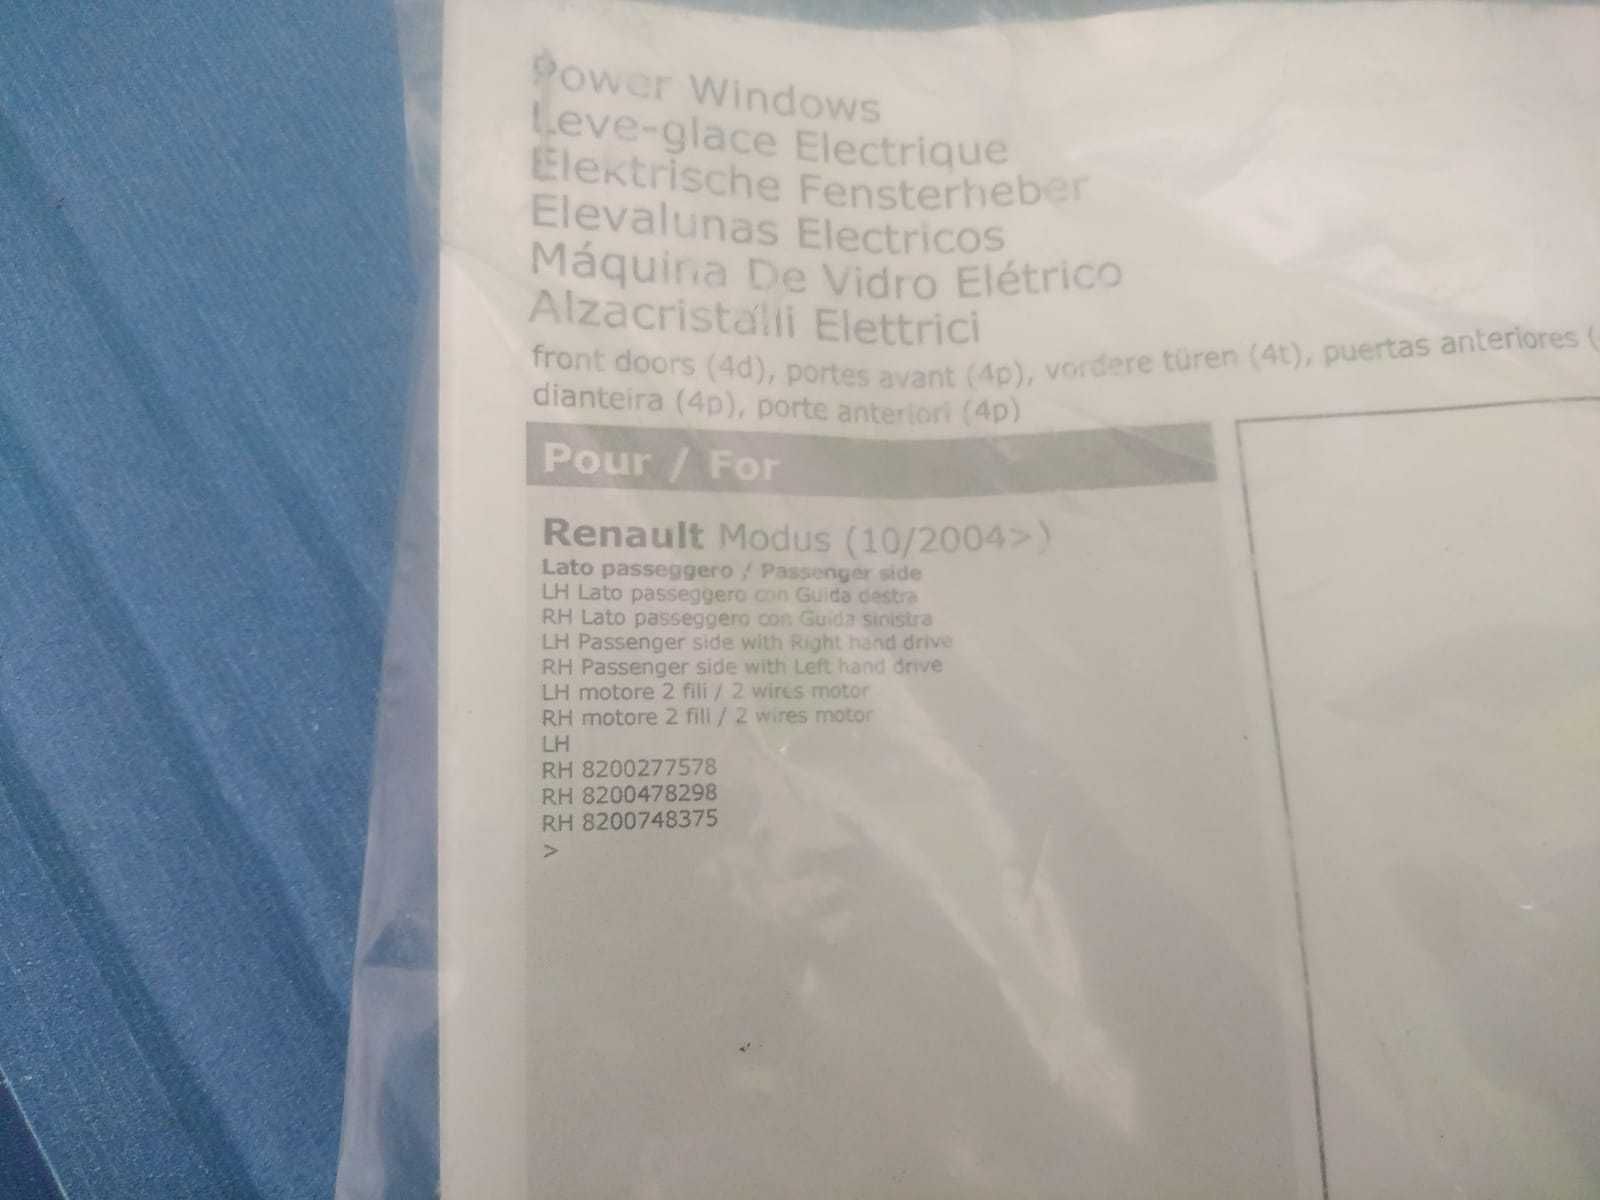 Power Windows
Leve-glace Electrique
Elektrische Fensterheber
Elevalunas Electricos
Máquina De Vidro Elétrico
Alzacristalli Elettrici
front doors (4d), portes avant (4p), vordere türen (4t), puertas anteriores (
dianteira (4p), porte anteriori (4p)
Pour / For
Renault Modus (10/2004>)
Lato passeggero / Passenger side
LH Lato passeggero con Guida destra
RH Lato passeggero con Guida sinistra
LH Passenger side with Right hand drive
RH Passenger side with Left hand drive
LH motore 2 fili / 2 wires motor
RH motore 2 fili / 2 wires motor
LH
RH 8200277578
RH 8200478298
RH 8200748375
>